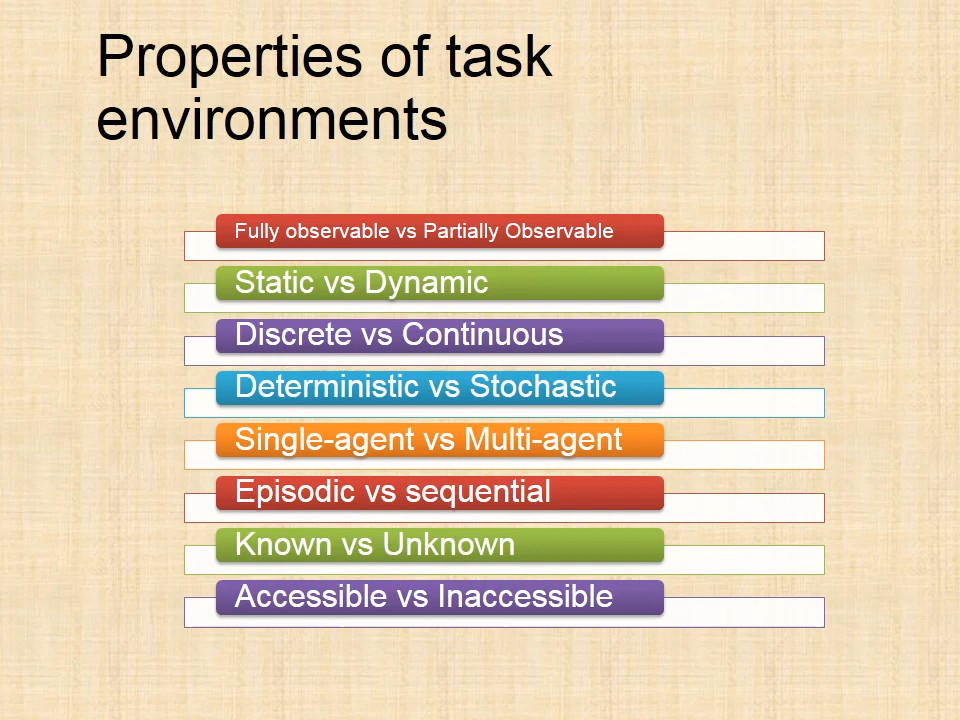 Properties of task
environments
Fully observable vs Partially Observable
Static vs Dynamic
Discrete vs Continuous
Deterministic vs Stochastic
Single-agent vs Multi-agent
Episodic vs sequential
Known vs Unknown
Accessible vs Inaccessible